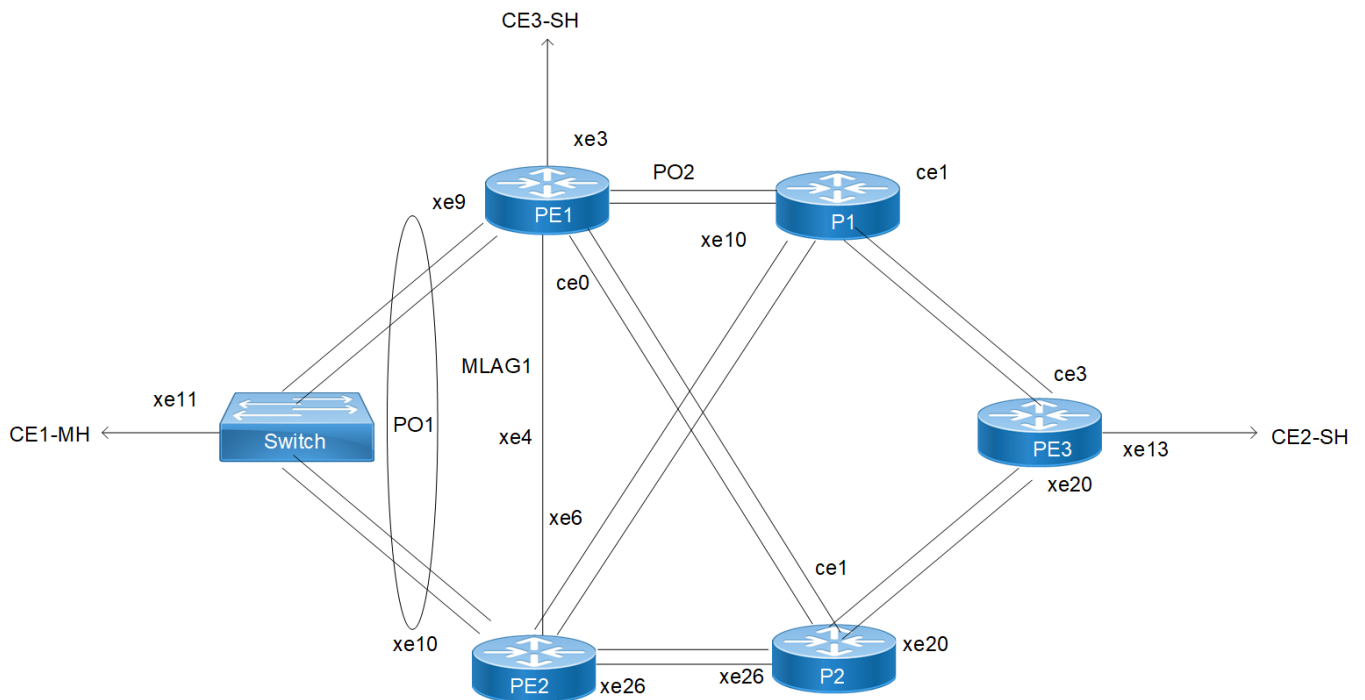 CE3-SH
xe3
PO2
ce1
xe9
PE1
P1
xe10
ce0
MLAG1
ce3
xe11
CE1-MH
Switch
PO1
xe4
PE3
xe13
CE2-SH
xe20
xe6
ce1
xe10
PE2
xe26
xe26
P2
xe20